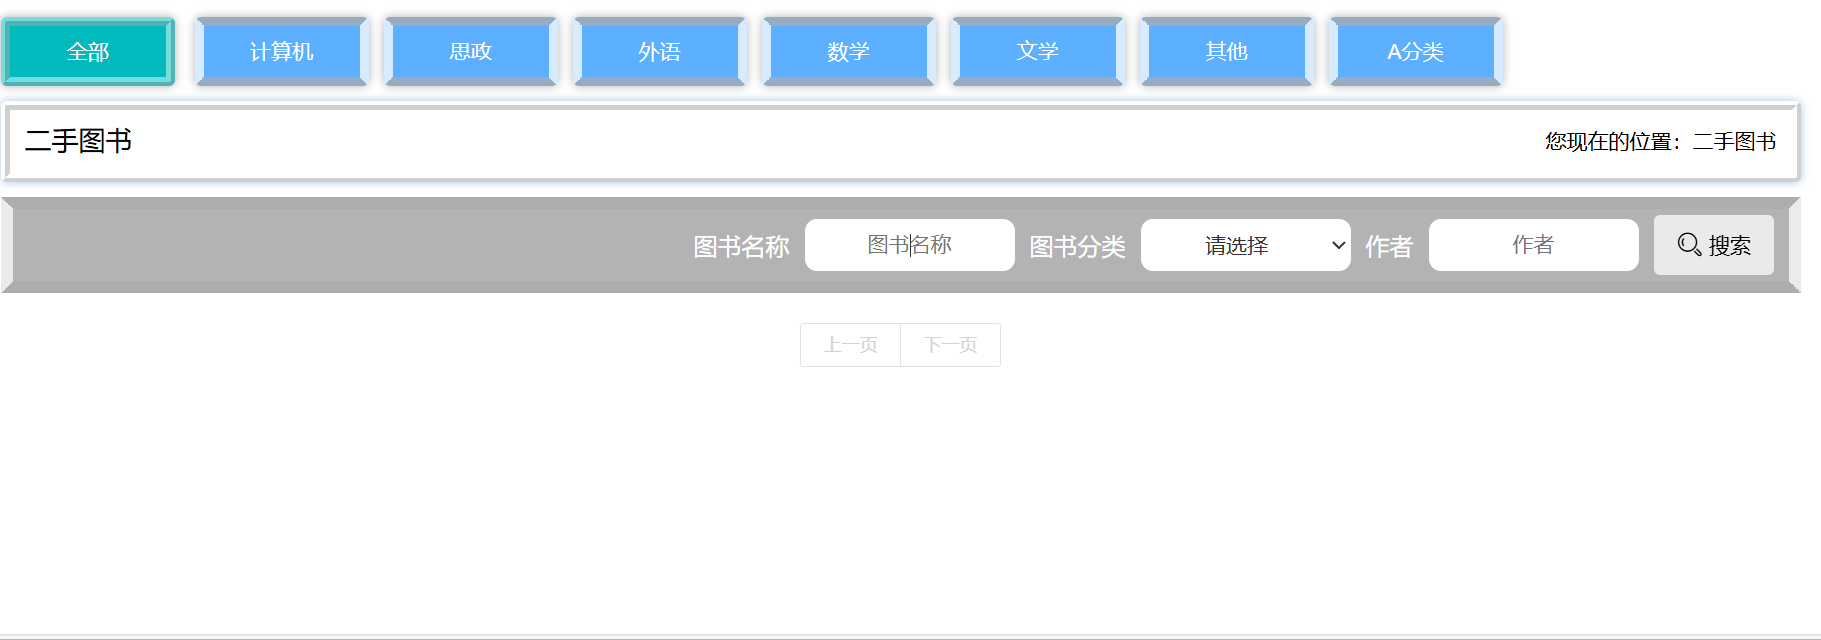 全部 计算机 思政 外语 数学 文学 其他 A分类
二手图书 您现在的位置：二手图书
图书名称 图书名称 图书分类 请选择 作者 作者 搜索
上一页 下一页